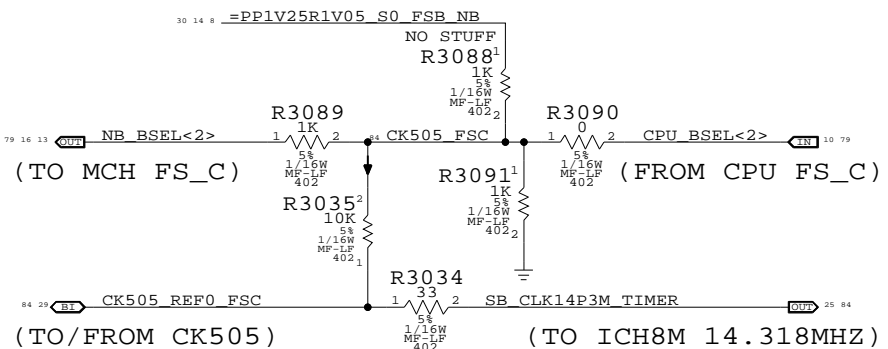 30 14 8 =PP1V25R1V05_S0_FSB_NB
NO STUFF
R3088
1
1K
5%
1/16W
MF-LF
402
2
R3089
1K
1 2
5%
1/16W
MF-LF
402
R3090
0
1 2
5%
1/16W
MF-LF
402
79 16 13 OUT NB_BSEL<2>
84 CK505_FSC
CPU_BSEL<2> IN 10 79
(TO MCH FS_C)
(FROM CPU FS_C)
R3091
1
1K
5%
1/16W
MF-LF
402
2
R3035
2
10K
5%
1/16W
MF-LF
402
1
R3034
33
1 2
5%
1/16W
MF-LF
402
84 29 BI CK505_REF0_FSC
SB_CLK14P3M_TIMER OUT 25 84
(TO/FROM CK505)
(TO ICH8M 14.318MHZ)